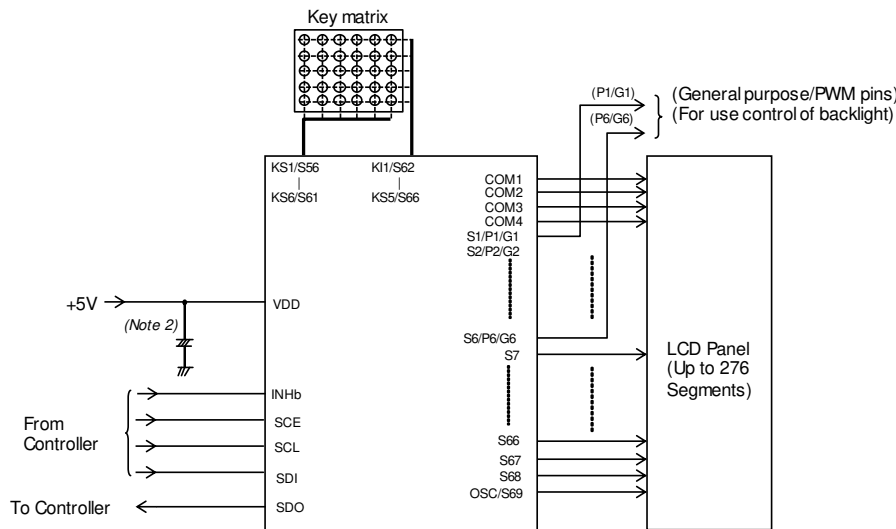 Key matrix
(P1/G1)
(General purpose/PWM pins)
(P6/G6)
(For use control of backlight)
KS1/S56
KI1/S62
KS6/S61
KS5/S66
COM1
COM2
COM3
COM4
S1/P1/G1
S2/P2/G2
+5V
VDD
(Note 2)
S6/P6/G6
S7
LCD Panel
(Up to 276
Segments)
From
Controller
INHb
SCE
SCL
SDI
S66
S67
S68
OSC/S69
To Controller
SDO